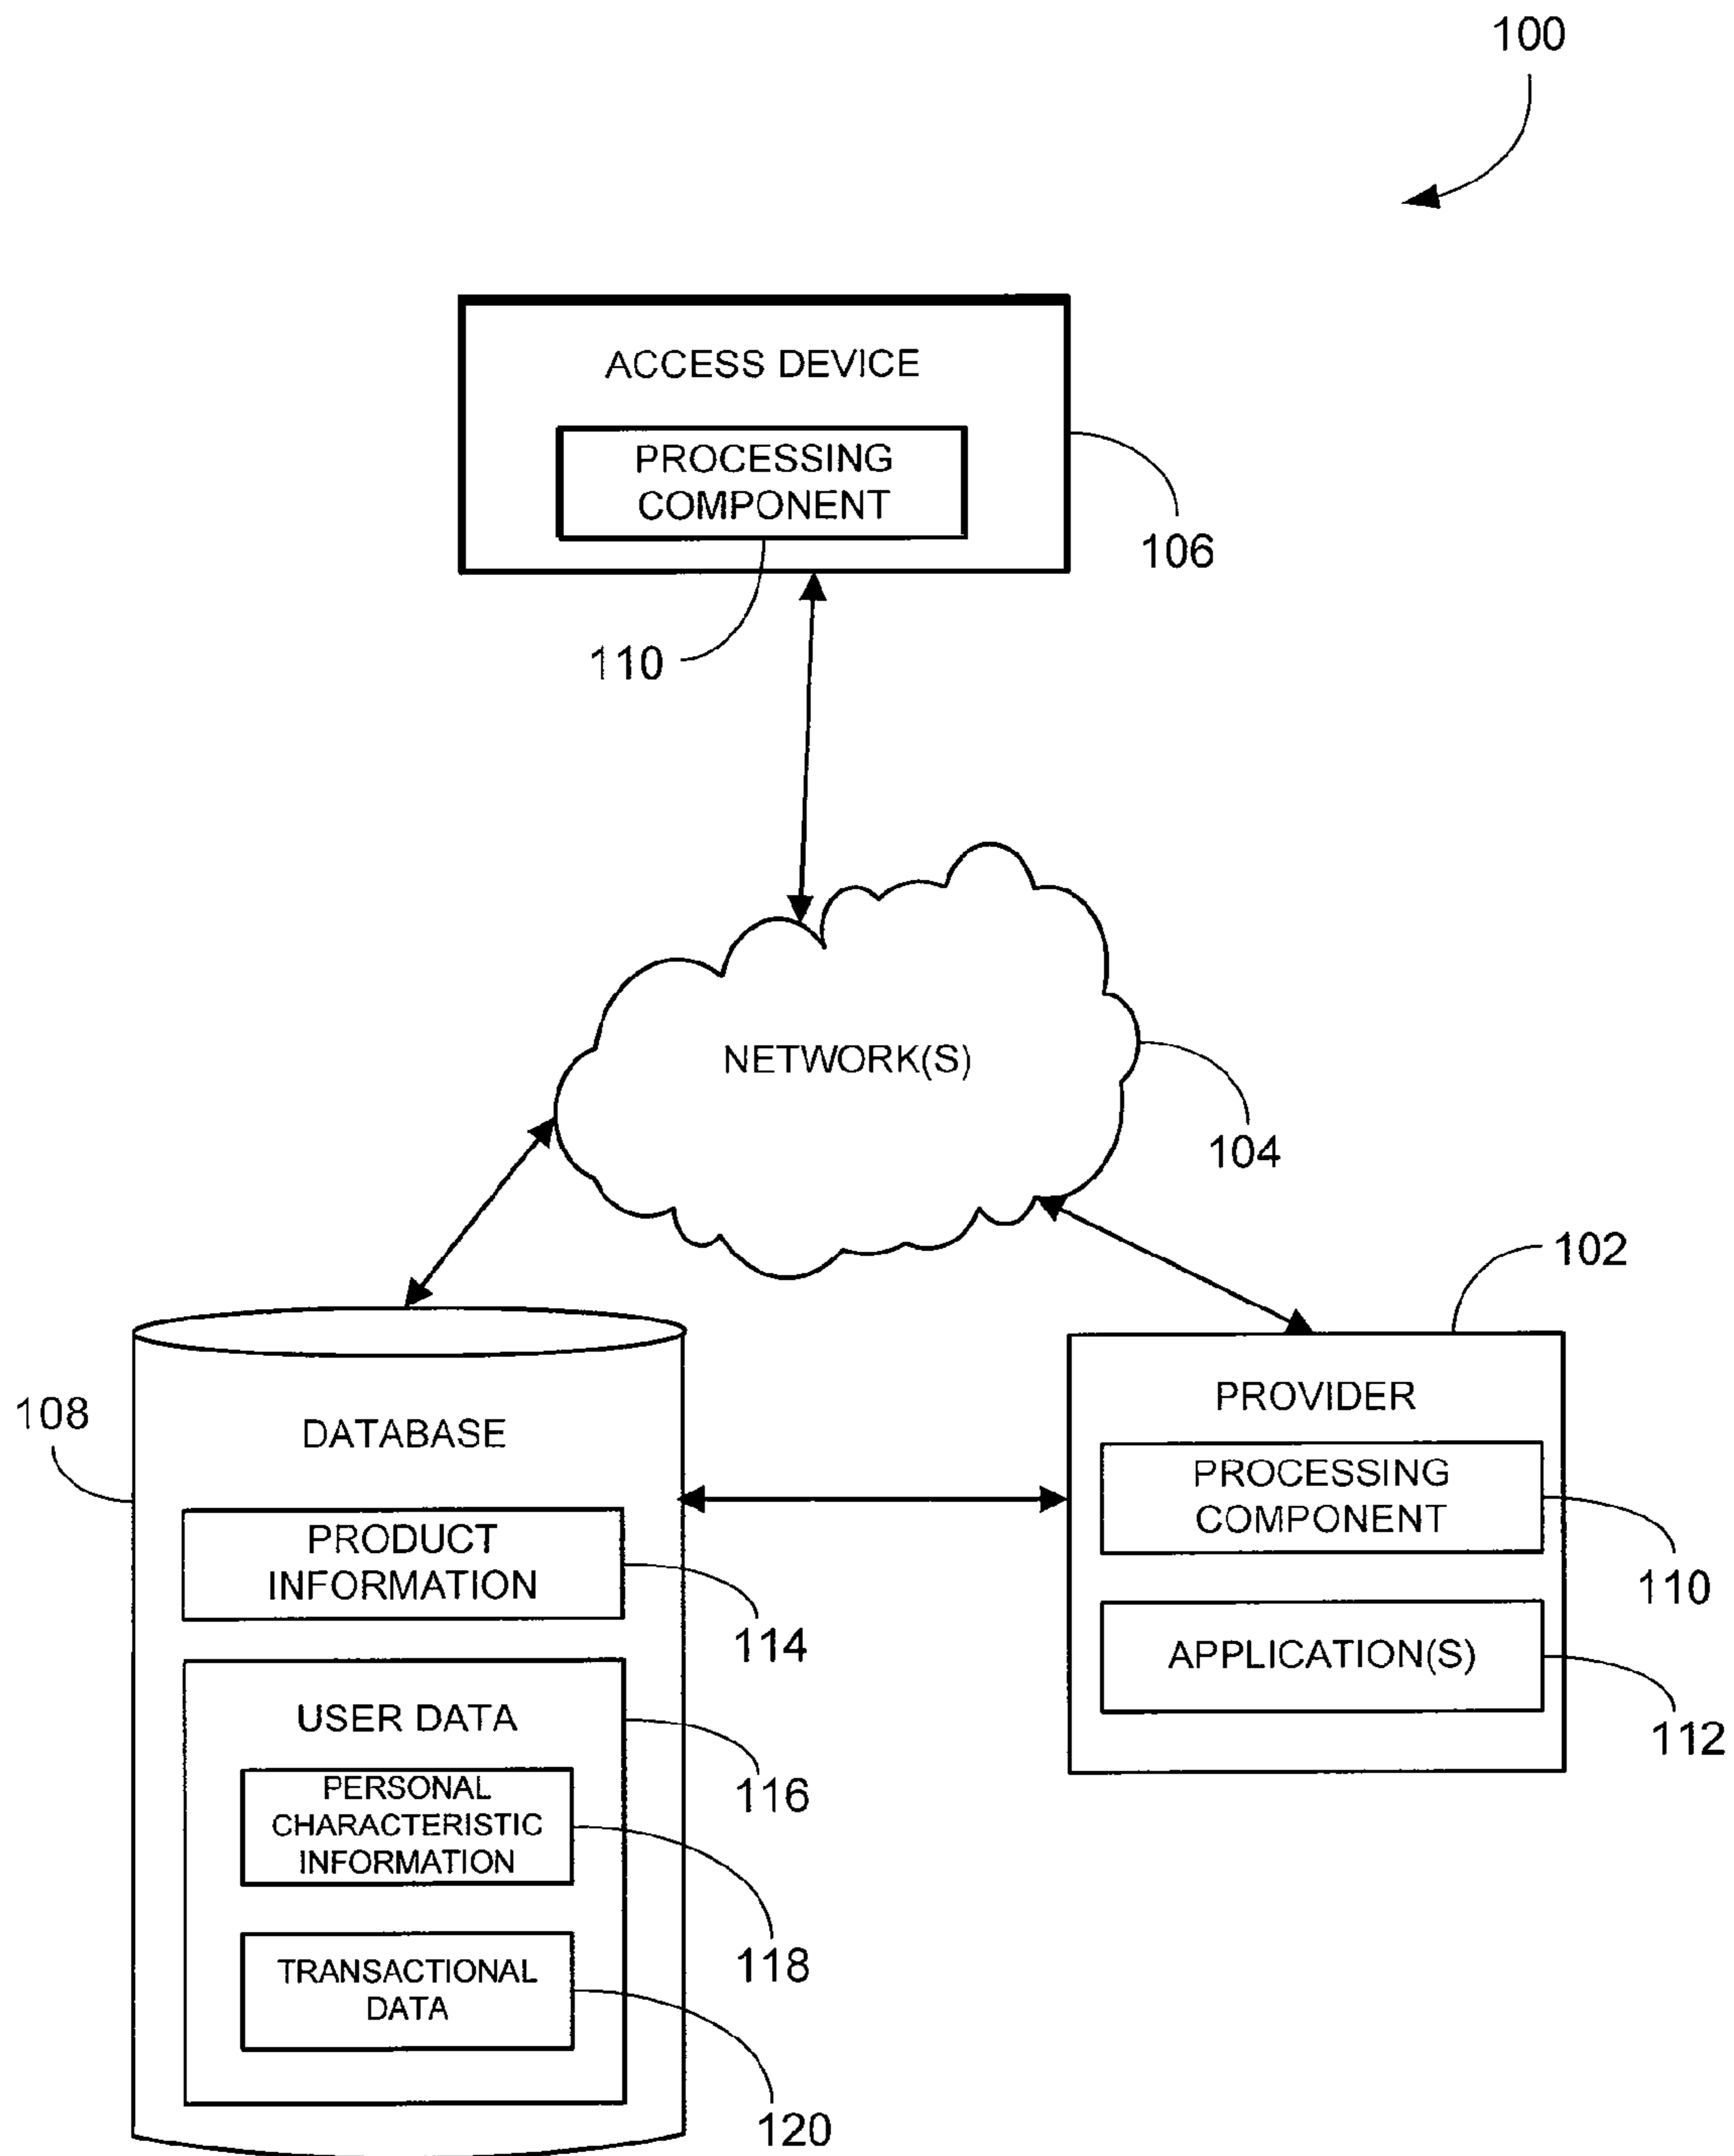 100
ACCESS DEVICE
PROCESSING
COMPONENT
106
110
NETWORK(S)
104
102
PROVIDER
PROCESSING
COMPONENT
110
APPLICATION(S)
112
108
DATABASE
PRODUCT
INFORMATION
114
USER DATA
116
PERSONAL
CHARACTERISTIC
INFORMATION
118
TRANSACTIONAL
DATA
120